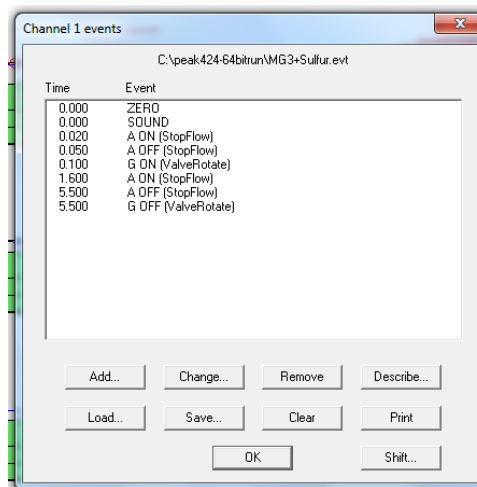 Channel 1 events
C:\peak424-64bitrun\MG3+Sulfur.evt
Time Event
0.000 ZERO
0.000 SOUND
0.020 A ON (StopFlow)
0.050 A OFF (StopFlow)
0.100 G ON (ValveRotate)
1.600 A ON (StopFlow)
5.500 A OFF (StopFlow)
5.500 G OFF (ValveRotate)
Add... Change... Remove Describe...
Load... Save... Clear Print
OK Shift...